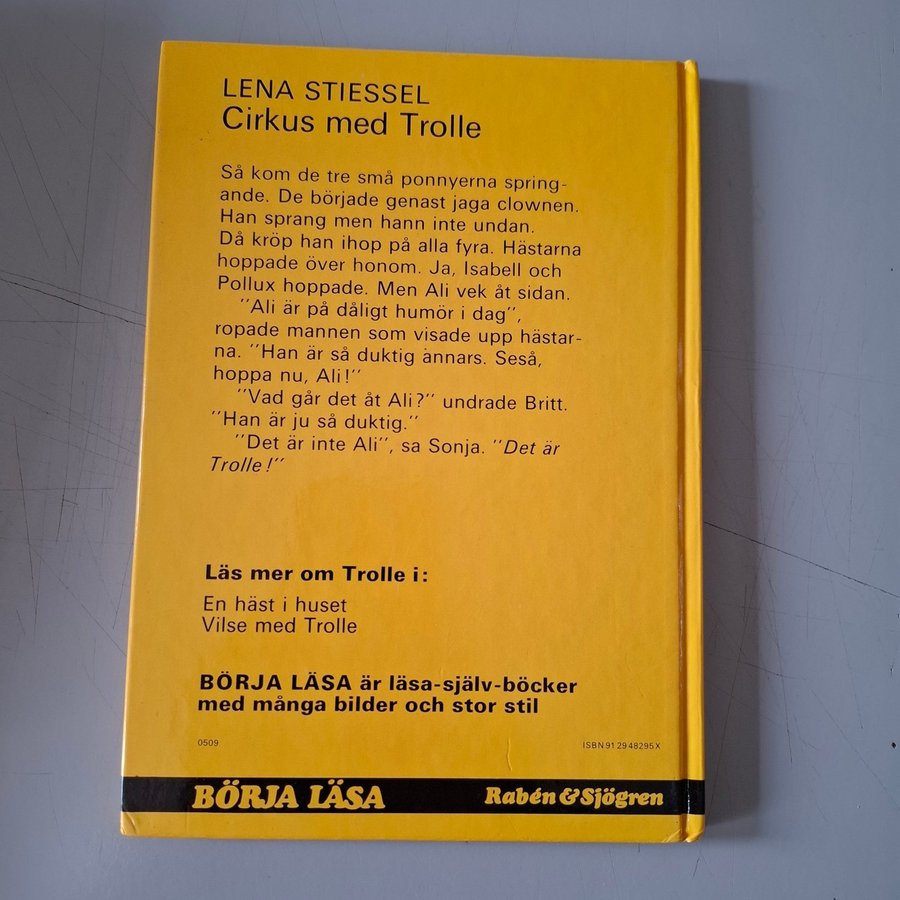 LENA STIESSEL
Cirkus med Trolle
Så kom de tre små ponnyerna spring-
ande. De började genast jaga clownen.
Han sprang men hann inte undan.
Då kröp han ihop på alla fyra. Hästarna
hoppade över honom. Ja, Isabell och
Pollux hoppade. Men Ali vek åt sidan.
"Ali är på dåligt humör i dag",
ropade mannen som visade upp hästar-
na. "Han är så duktig annars. Seså,
hoppa nu, Ali!"
"Vad går det åt Ali?" undrade Britt.
"Han är ju så duktig."
"Det är inte Ali", sa Sonja. "Det är
Trolle!"
Läs mer om Trolle i:
En häst i huset
Vilse med Trolle
BÖRJA LÄSA är läsa-själv-böcker
med många bilder och stor stil
0509
ISBN 91 29 48295 X
BÖRJA LÄSA
Rabén & Sjögren